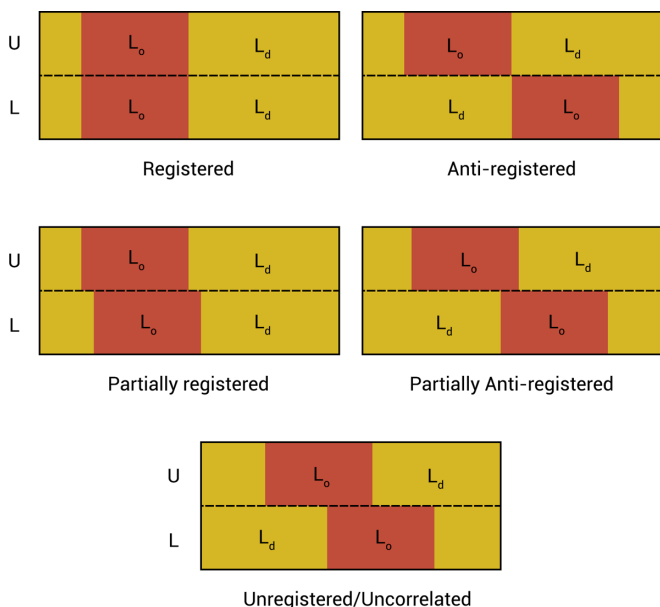 U Lo Ld Lo Ld
L Lo Ld Ld Lo
Registered Anti-registered
U Lo Ld Lo Ld
L Lo Ld Ld Lo
Partially registered Partially Anti-registered
U Lo Ld
L Ld Lo
Unregistered/Uncorrelated